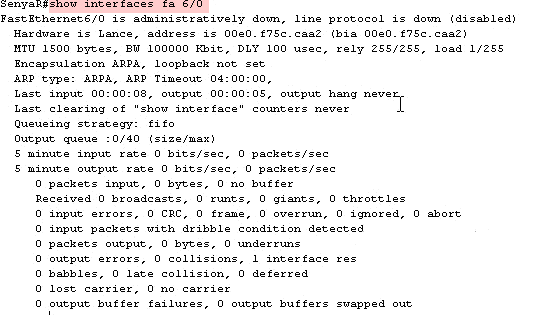 SenyaR#show interfaces fa 6/0
FastEthernet6/0 is administratively down, line protocol is down (disabled)
Hardware is Lance, address is 00e0.f75c.caa2 (bia 00e0.f75c.caa2)
MTU 1500 bytes, BW 100000 Kbit, DLY 100 usec, rely 255/255, load 1/255
Encapsulation ARPA, loopback not set
ARP type: ARPA, ARP Timeout 04:00:00,
Last input 00:00:08, output 00:00:05, output hang never
Last clearing of "show interface" counters never
Queueing strategy: fifo
Output queue :0/40 (size/max)
5 minute input rate 0 bits/sec, 0 packets/sec
5 minute output rate 0 bits/sec, 0 packets/sec
0 packets input, 0 bytes, 0 no buffer
Received 0 broadcasts, 0 runts, 0 giants, 0 throttles
0 input errors, 0 CRC, 0 frame, 0 overrun, 0 ignored, 0 abort
0 input packets with dribble condition detected
0 packets output, 0 bytes, 0 underruns
0 output errors, 0 collisions, 1 interface res
0 babbles, 0 late collision, 0 deferred
0 lost carrier, 0 no carrier
0 output buffer failures, 0 output buffers swapped out